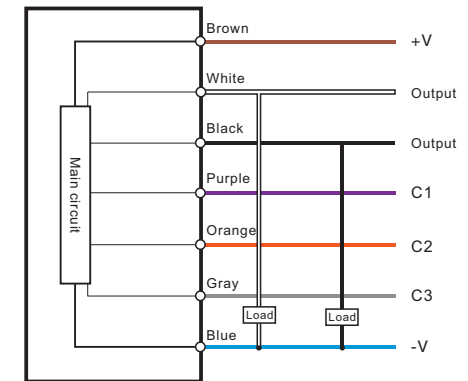 Brown
+V
White
Output
Black
Output
Purple
C1
Orange
C2
Gray
C3
Load
Load
Blue
-V
Main circuit